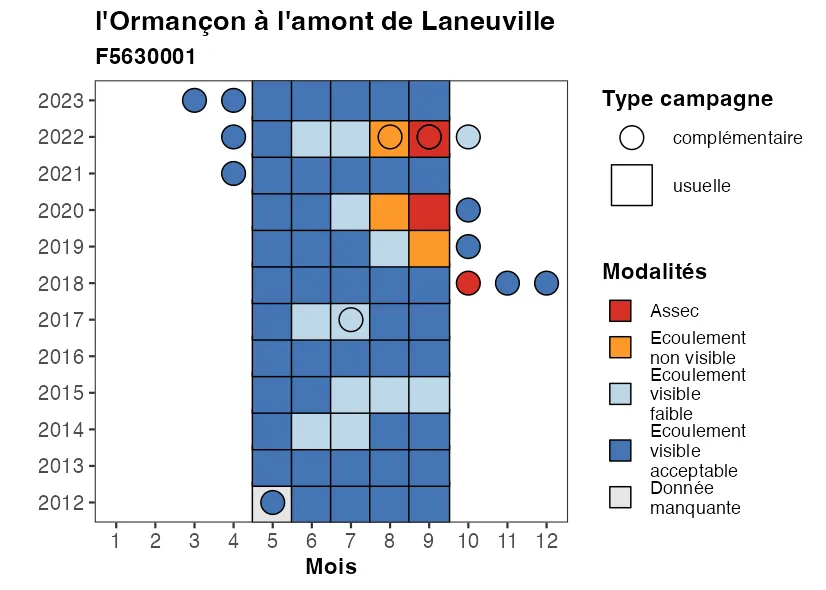 l'Ormançon à l'amont de Laneuville
F5630001
2023
2022
2021
2020
2019
2018
2017
2016
2015
2014
2013
2012
1 2 3 4 5 6 7 8 9 10 11 12
Mois
Type campagne
complémentaire
usuelle
Modalités
Assec
Ecoulement
non visible
Ecoulement
visible
faible
Ecoulement
visible
acceptable
Donnée
manquante